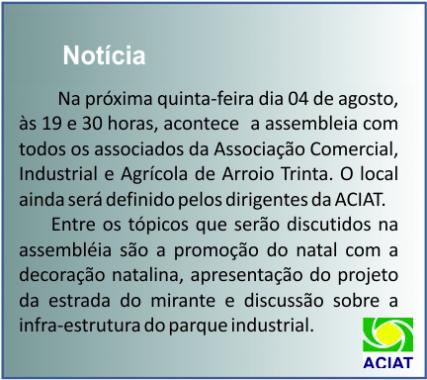 Notícia
Na próxima quinta-feira dia 04 de agosto,
às 19 e 30 horas, acontece a assembleia com
todos os associados da Associação Comercial,
Industrial e Agrícola de Arroio Trinta. O local
ainda será definido pelos dirigentes da ACIAT.
Entre os tópicos que serão discutidos na
assembléia são a promoção do natal com a
decoração natalina, apresentação do projeto
da estrada do mirante e discussão sobre a
infra-estrutura do parque industrial.
ACIAT